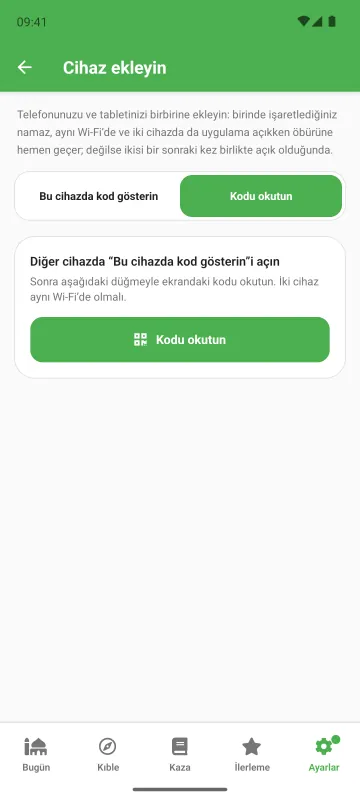 09:41
Cihaz ekleyin
Telefonunuzu ve tabletinizi birbirine ekleyin: birinde işaretlediğiniz
namaz, aynı Wi-Fi’de ve iki cihazda da uygulama açıkken öbürüne
hemen geçer; değilse ikisi bir sonraki kez birlikte açık olduğunda.
Bu cihazda kod gösterin
Kodu okutun
Diğer cihazda “Bu cihazda kod gösterin”i açın
Sonra aşağıdaki düğmeyle ekrandaki kodu okutun. İki cihaz
aynı Wi-Fi’de olmalı.
Kodu okutun
Bugün
Kıble
Kaza
İlerleme
Ayarlar